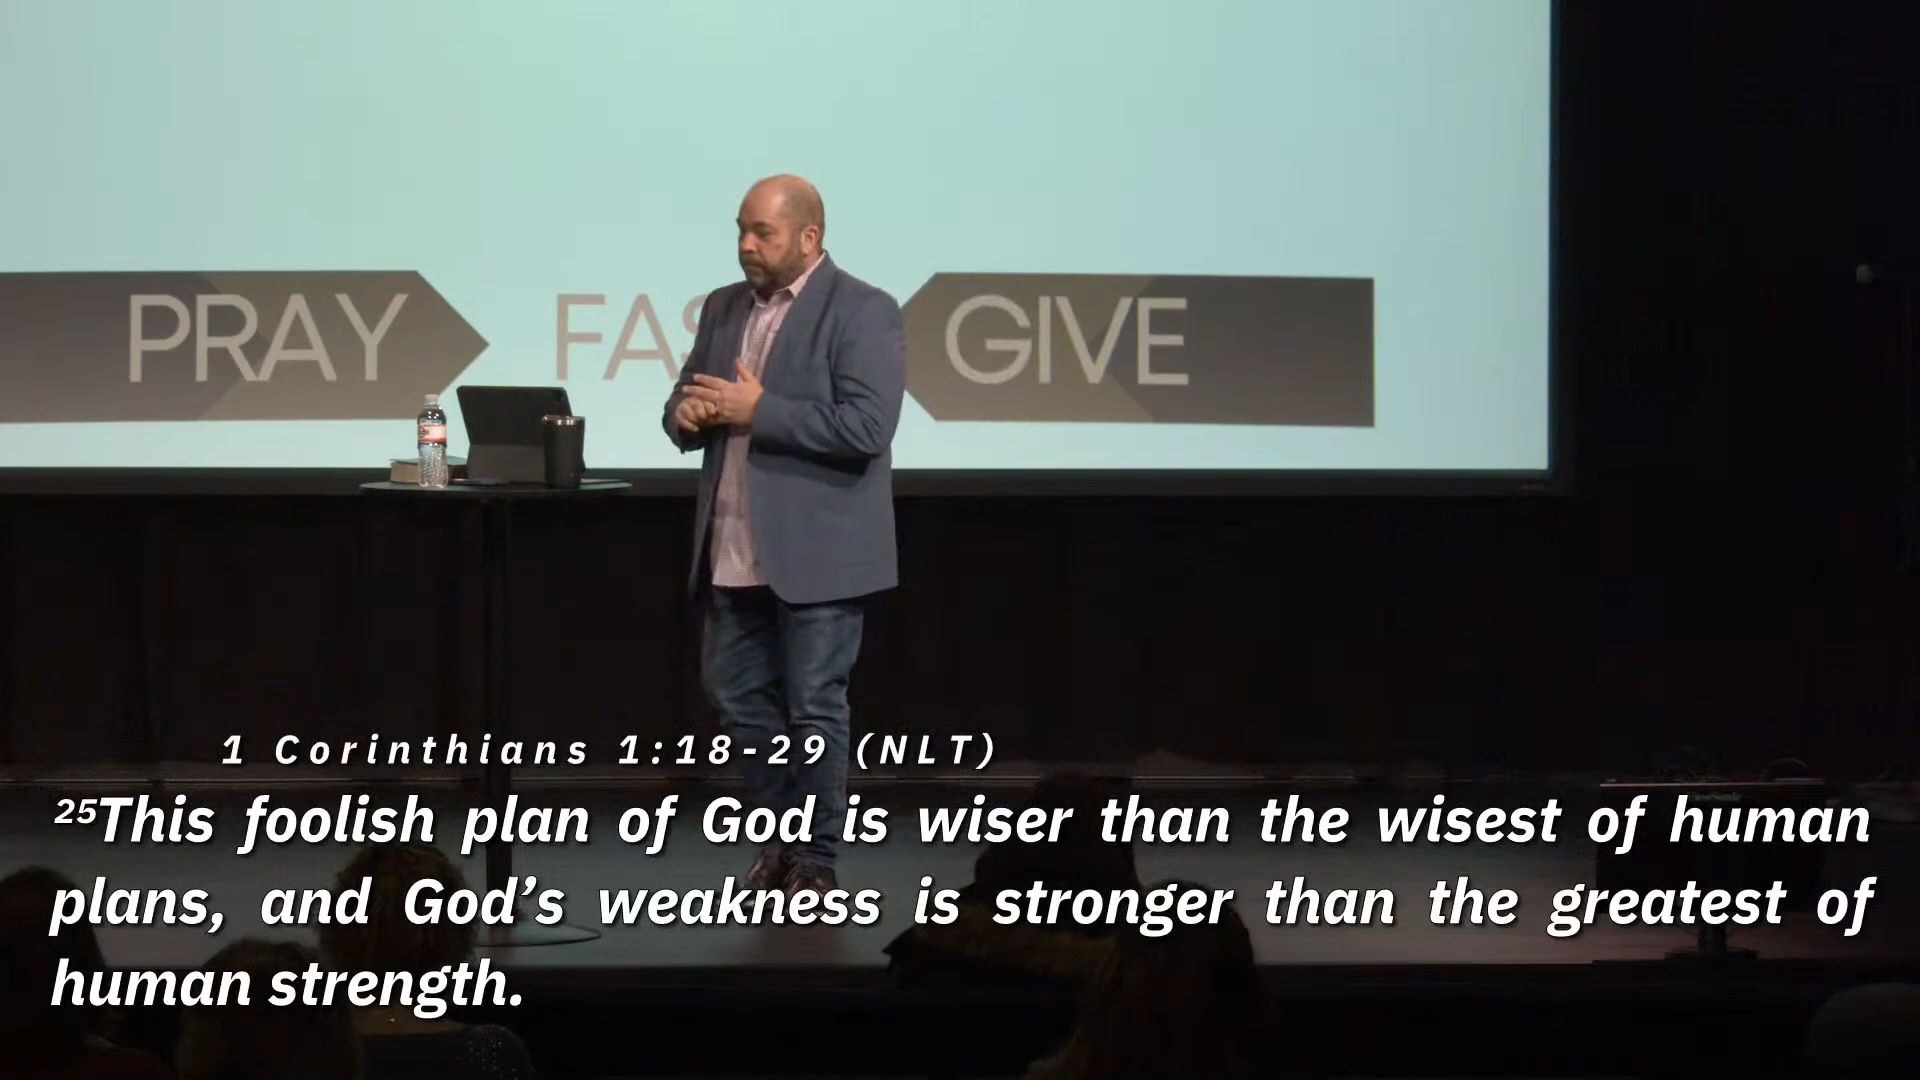 PRAY FAS GIVE
1 Corinthians 1:18-29 (NLT)
²⁵This foolish plan of God is wiser than the wisest of human
plans, and God’s weakness is stronger than the greatest of
human strength.